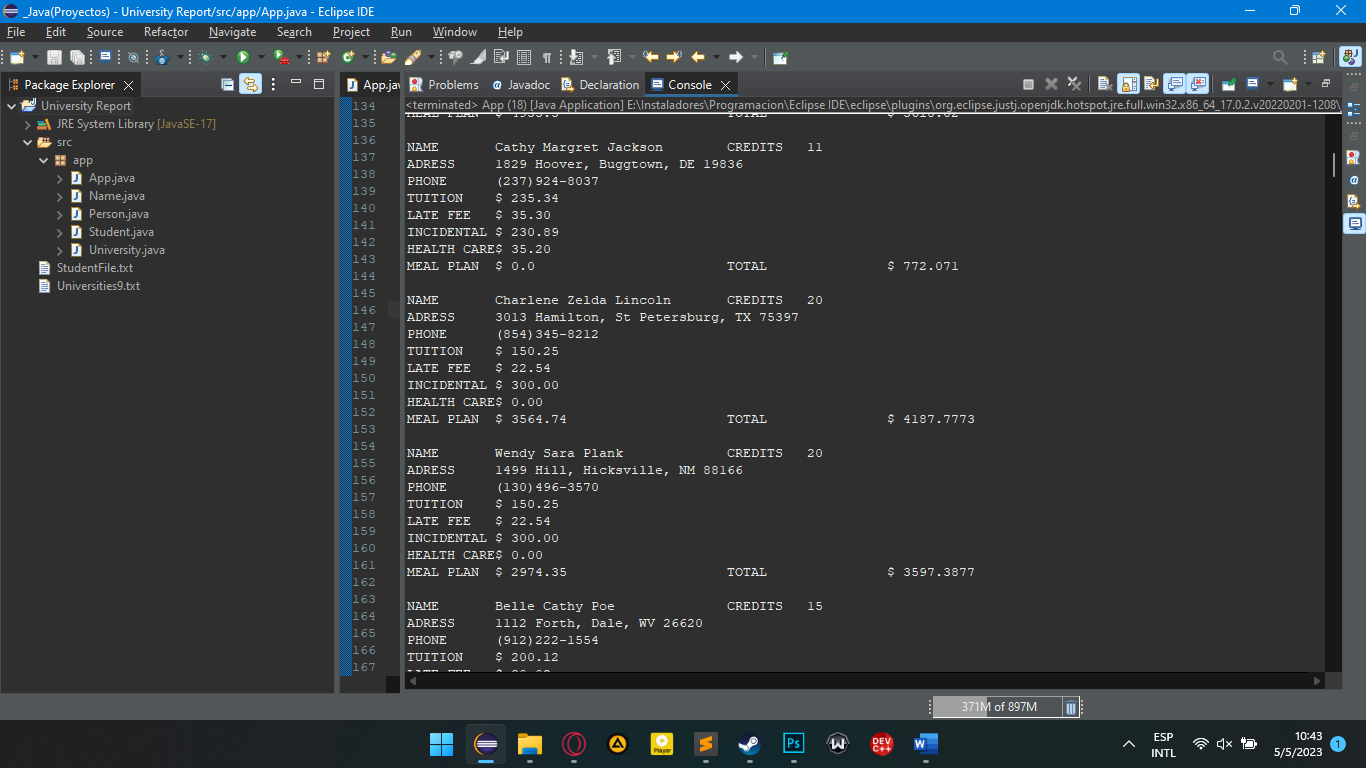 _Java(Proyectos) - University Report/src/app/App.java - Eclipse IDE
File Edit Source Refactor Navigate Search Project Run Window Help
Package Explorer
App.jav
Problems Javadoc Declaration Console
<terminated> App (18) [Java Application] E:\Instaladores\Programacion\Eclipse IDE\eclipse\plugins\org.eclipse.justj.openjdk.hotspot.jre.full.win32.x86_64_17.0.2.v20220201-1208\
University Report
JRE System Library [JavaSE-17]
src
app
App.java
Name.java
Person.java
Student.java
University.java
StudentFile.txt
Universities9.txt
134
135
136
137
138
139
140
141
142
143
144
145
146
147
148
149
150
151
152
153
154
155
156
157
158
159
160
161
162
163
164
165
166
167
MEAL PLAN $ 4935.3 TOTAL
NAME Cathy Margret Jackson CREDITS 11
ADRESS 1829 Hoover, Buggtown, DE 19836
PHONE (237)924-8037
TUITION $ 235.34
LATE FEE $ 35.30
INCIDENTAL $ 230.89
HEALTH CARE$ 35.20
MEAL PLAN $ 0.0 TOTAL $ 772.071
NAME Charlene Zelda Lincoln CREDITS 20
ADRESS 3013 Hamilton, St Petersburg, TX 75397
PHONE (854)345-8212
TUITION $ 150.25
LATE FEE $ 22.54
INCIDENTAL $ 300.00
HEALTH CARE$ 0.00
MEAL PLAN $ 3564.74 TOTAL $ 4187.7773
NAME Wendy Sara Plank CREDITS 20
ADRESS 1499 Hill, Hicksville, NM 88166
PHONE (130)496-3570
TUITION $ 150.25
LATE FEE $ 22.54
INCIDENTAL $ 300.00
HEALTH CARE$ 0.00
MEAL PLAN $ 2974.35 TOTAL $ 3597.3877
NAME Belle Cathy Poe CREDITS 15
ADRESS 1112 Forth, Dale, WV 26620
PHONE (912)222-1554
TUITION $ 200.12
LATE FEE $
371M of 897M
Player
Ps
DEV C++
W
ESP
INTL
10:43
5/5/2023
1